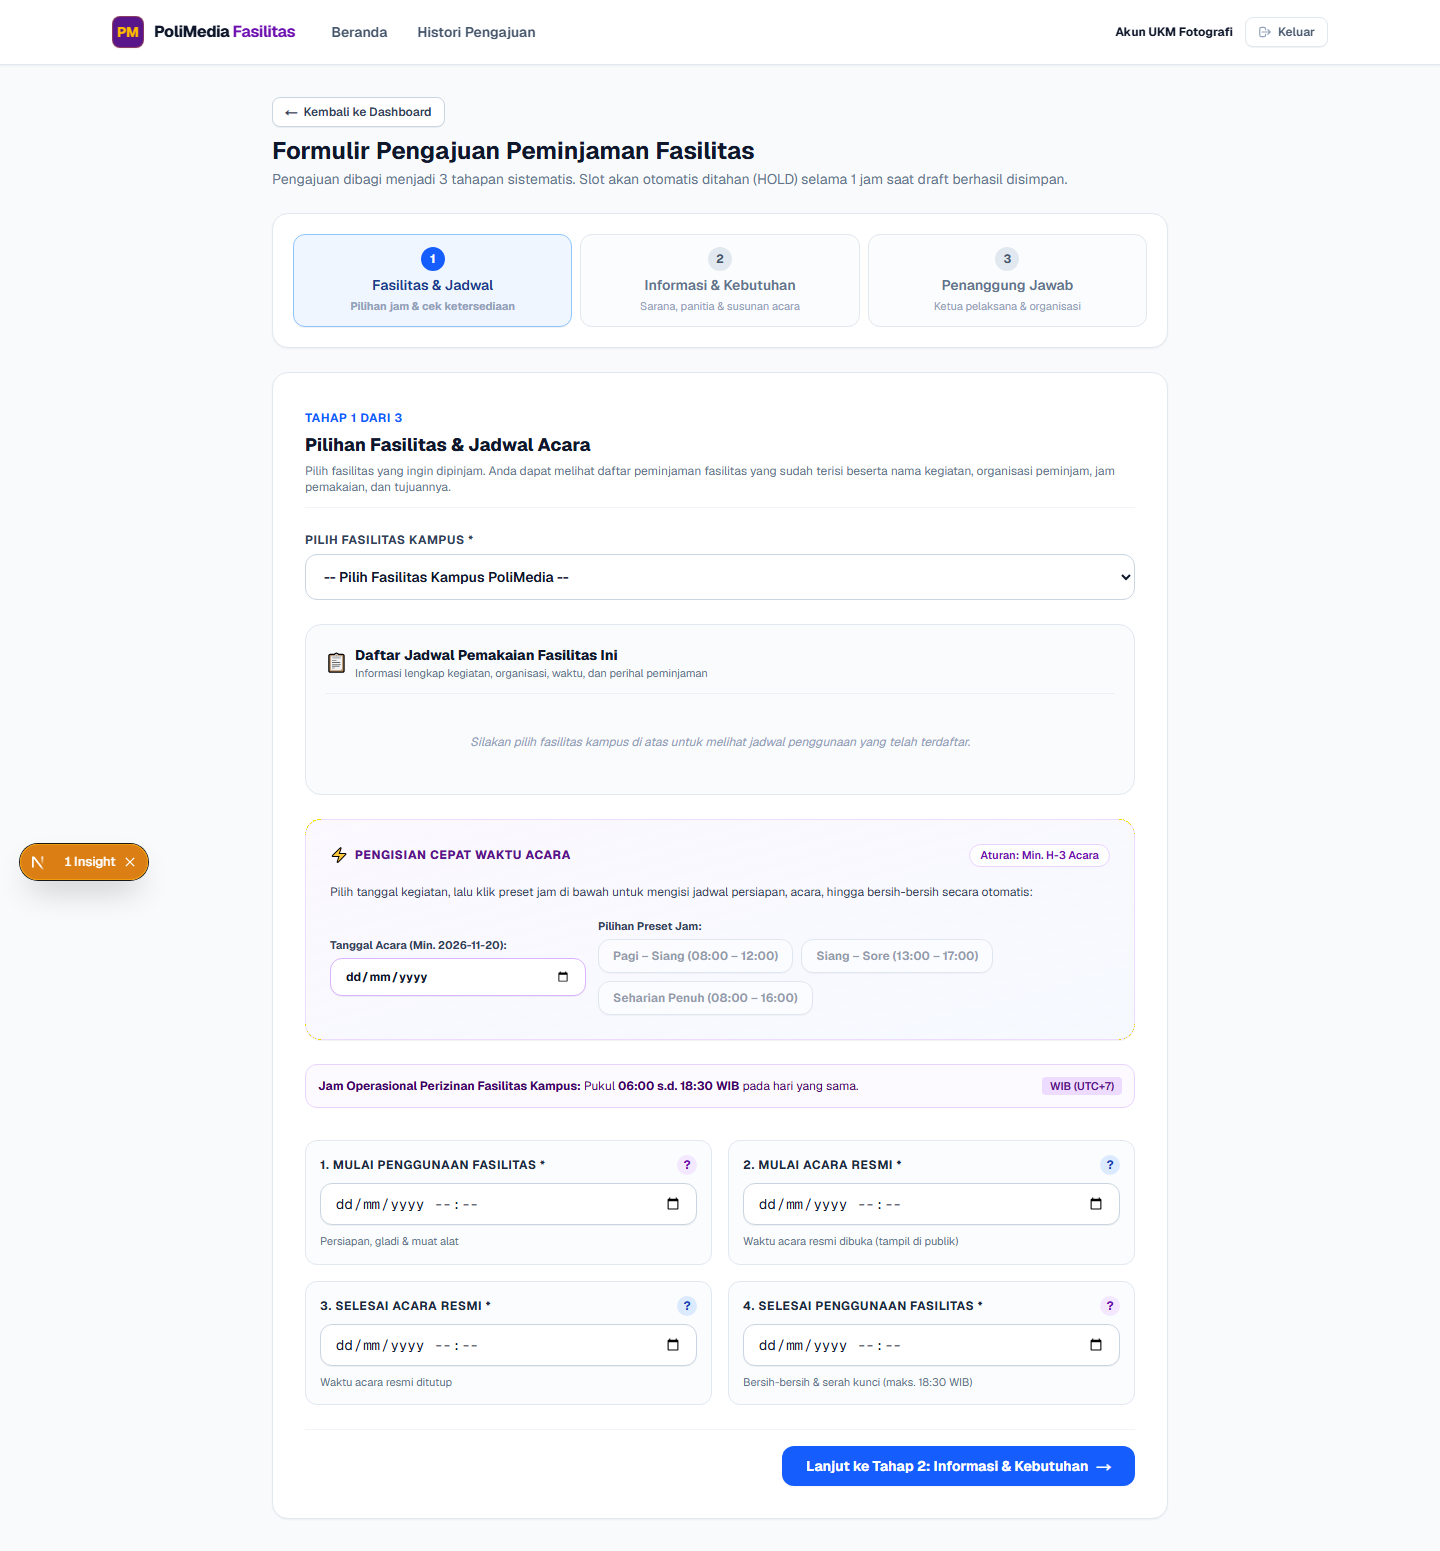 PM PoliMedia Fasilitas Beranda Histori Pengajuan Akun UKM Fotografi Keluar
← Kembali ke Dashboard
Formulir Pengajuan Peminjaman Fasilitas
Pengajuan dibagi menjadi 3 tahapan sistematis. Slot akan otomatis ditahan (HOLD) selama 1 jam saat draft berhasil disimpan.
1
Fasilitas & Jadwal
Pilihan jam & cek ketersediaan
2
Informasi & Kebutuhan
Sarana, panitia & susunan acara
3
Penanggung Jawab
Ketua pelaksana & organisasi
TAHAP 1 DARI 3
Pilihan Fasilitas & Jadwal Acara
Pilih fasilitas yang ingin dipinjam. Anda dapat melihat daftar peminjaman fasilitas yang sudah terisi beserta nama kegiatan, organisasi peminjam, jam
pemakaian, dan tujuannya.
PILIH FASILITAS KAMPUS *
-- Pilih Fasilitas Kampus PoliMedia --
Daftar Jadwal Pemakaian Fasilitas Ini
Informasi lengkap kegiatan, organisasi, waktu, dan perihal peminjaman
Silakan pilih fasilitas kampus di atas untuk melihat jadwal penggunaan yang telah terdaftar.
1 Insight
PENGISIAN CEPAT WAKTU ACARA
Aturan: Min. H-3 Acara
Pilih tanggal kegiatan, lalu klik preset jam di bawah untuk mengisi jadwal persiapan, acara, hingga bersih-bersih secara otomatis:
Tanggal Acara (Min. 2026-11-20):
dd/mm/yyyy
Pilihan Preset Jam:
Pagi – Siang (08:00 – 12:00)
Siang – Sore (13:00 – 17:00)
Seharian Penuh (08:00 – 16:00)
Jam Operasional Perizinan Fasilitas Kampus: Pukul 06:00 s.d. 18:30 WIB pada hari yang sama.
WIB (UTC+7)
1. MULAI PENGGUNAAN FASILITAS *
?
dd/mm/yyyy --:--
Persiapan, gladi & muat alat
2. MULAI ACARA RESMI *
?
dd/mm/yyyy --:--
Waktu acara resmi dibuka (tampil di publik)
3. SELESAI ACARA RESMI *
?
dd/mm/yyyy --:--
Waktu acara resmi ditutup
4. SELESAI PENGGUNAAN FASILITAS *
?
dd/mm/yyyy --:--
Bersih-bersih & serah kunci (maks. 18:30 WIB)
Lanjut ke Tahap 2: Informasi & Kebutuhan →